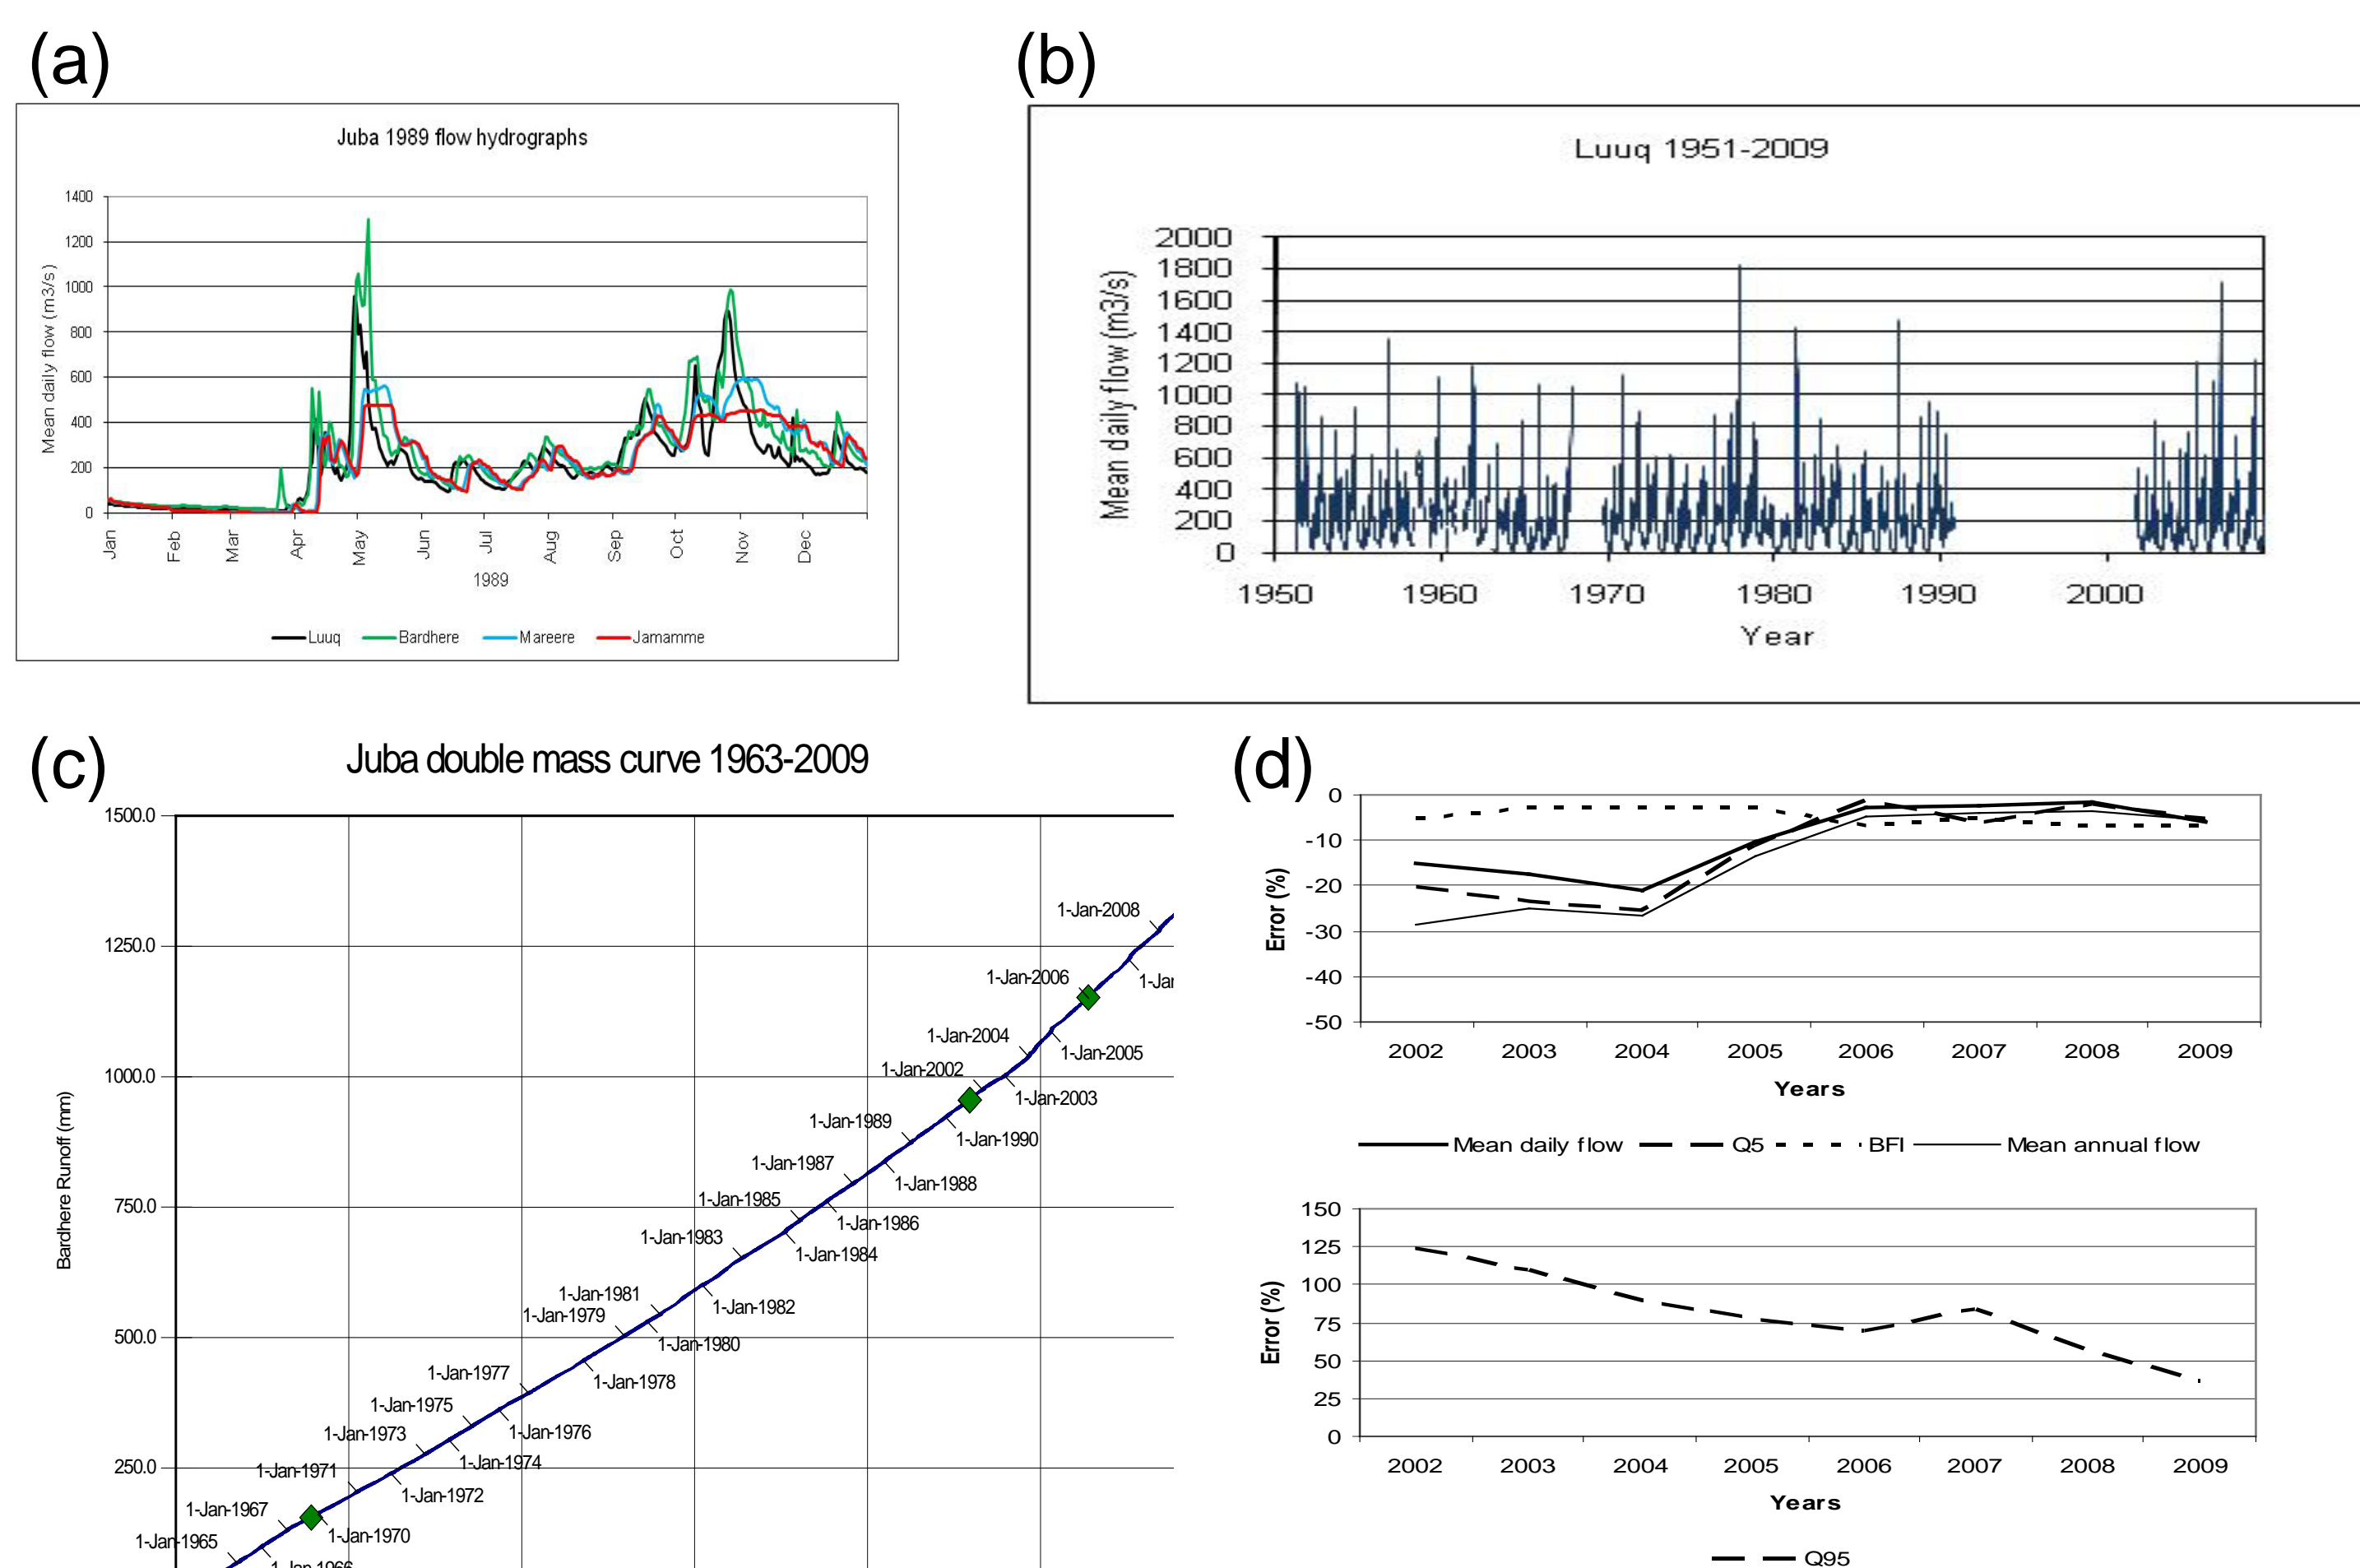 (a)
Juba 1989 flow hydrographs
Mean daily flow (m3/s)
1400
1200
1000
800
600
400
200
0
Jan
Feb
Mar
Apr
May
Jun
Jul
Aug
Sep
Oct
Nov
Dec
1989
Luuq
Bardhere
Mareere
Jamamme
(b)
Luuq 1951-2009
Mean daily flow (m3/s)
2000
1800
1600
1400
1200
1000
800
600
400
200
0
1950
1960
1970
1980
1990
2000
Year
(c)
Juba double mass curve 1963-2009
Bardhere Runoff (mm)
1500.0
1250.0
1000.0
750.0
500.0
250.0
1-Jan-2008
1-Jan-2006
1-Jan
1-Jan-2004
1-Jan-2005
1-Jan-2002
1-Jan-2003
1-Jan-1989
1-Jan-1990
1-Jan-1987
1-Jan-1988
1-Jan-1985
1-Jan-1986
1-Jan-1983
1-Jan-1984
1-Jan-1981
1-Jan-1982
1-Jan-1979
1-Jan-1980
1-Jan-1977
1-Jan-1978
1-Jan-1975
1-Jan-1976
1-Jan-1973
1-Jan-1974
1-Jan-1971
1-Jan-1972
1-Jan-1967
1-Jan-1970
1-Jan-1965
1-Jan-1966
(d)
Error (%)
0
-10
-20
-30
-40
-50
2002 2003 2004 2005 2006 2007 2008 2009
Years
Mean daily flow Q5 BFI Mean annual flow
Error (%)
150
125
100
75
50
25
0
2002 2003 2004 2005 2006 2007 2008 2009
Years
Q95